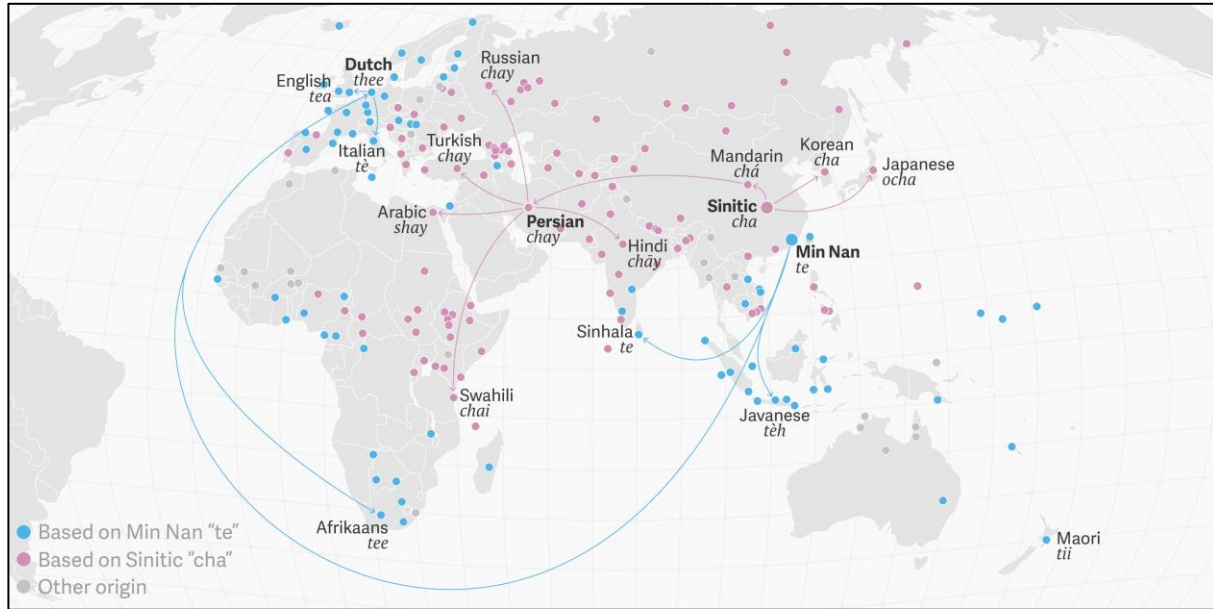 Dutch
thee
English
tea
Russian
chay
Italian
tè
Turkish
chay
Mandarin
chá
Korean
cha
Japanese
ocha
Arabic
shay
Persian
chay
Sinitic
cha
Hindi
chāy
Min Nan
te
Sinhala
te
Swahili
chai
Javanese
tèh
Afrikaans
tee
Maori
tii
Based on Min Nan “te”
Based on Sinitic “cha”
Other origin